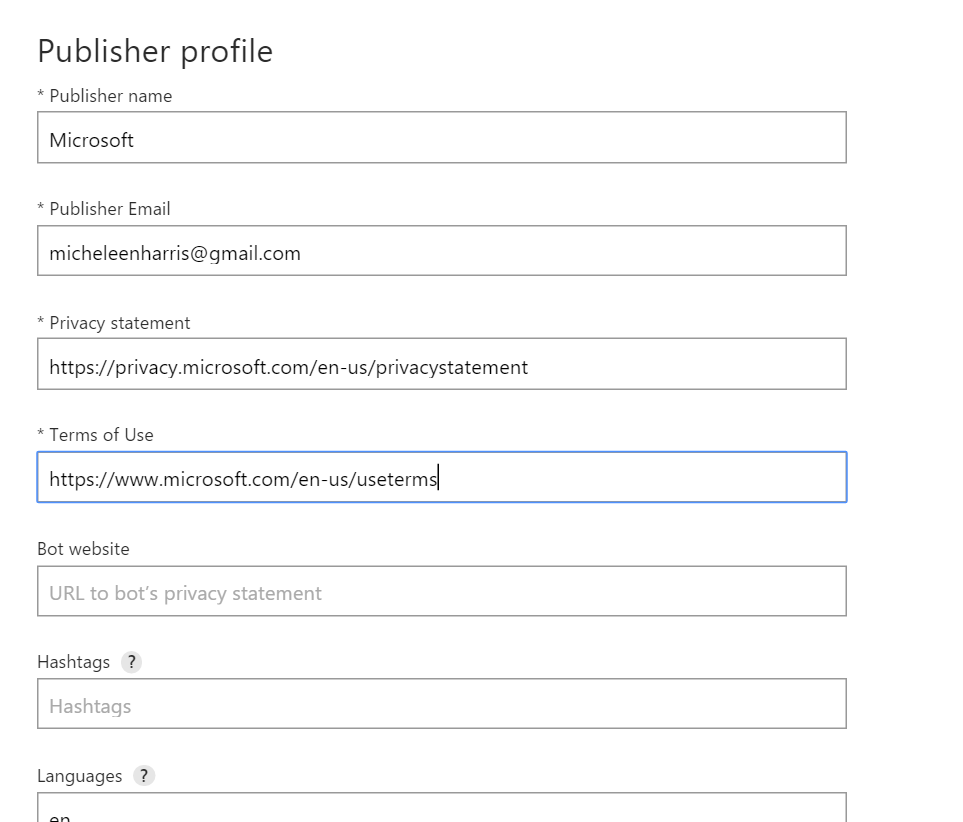 Publisher profile
* Publisher name
Microsoft
* Publisher Email
micheleenharris@gmail.com
* Privacy statement
https://privacy.microsoft.com/en-us/privacystatement
* Terms of Use
https://www.microsoft.com/en-us/useterms
Bot website
URL to bot's privacy statement
Hashtags ?
Hashtags
Languages ?
en